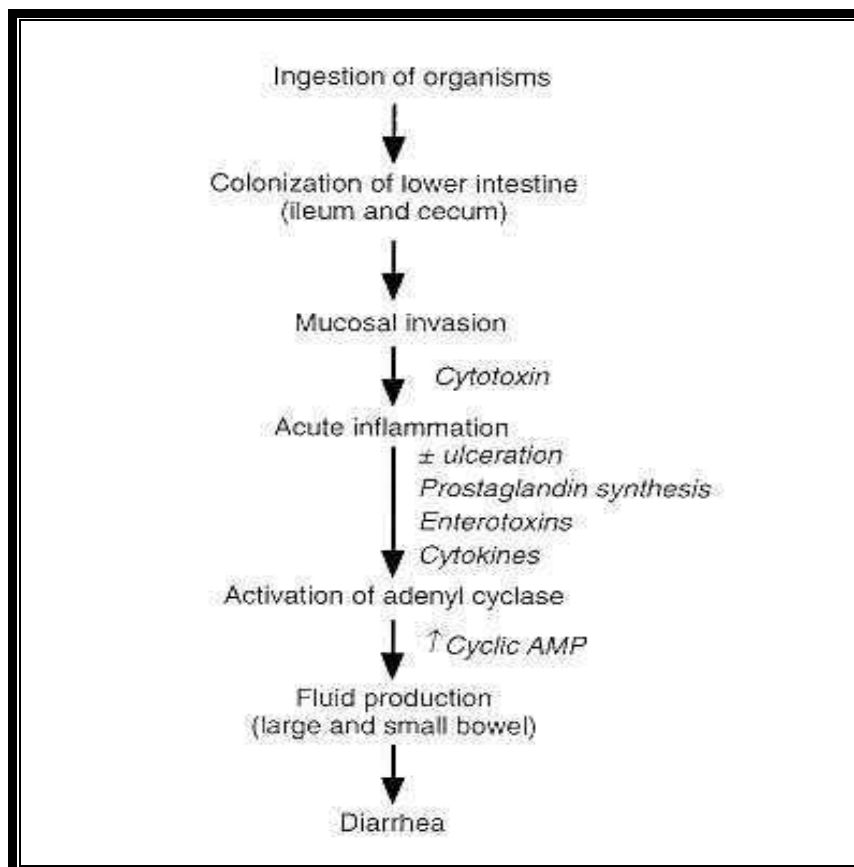 Ingestion of organisms
Colonization of lower intestine
(ileum and cecum)
Mucosal invasion
Cytotoxin
Acute inflammation
± ulceration
Prostaglandin synthesis
Enterotoxins
Cytokines
Activation of adenyl cyclase
↑ Cyclic AMP
Fluid production
(large and small bowel)
Diarrhea